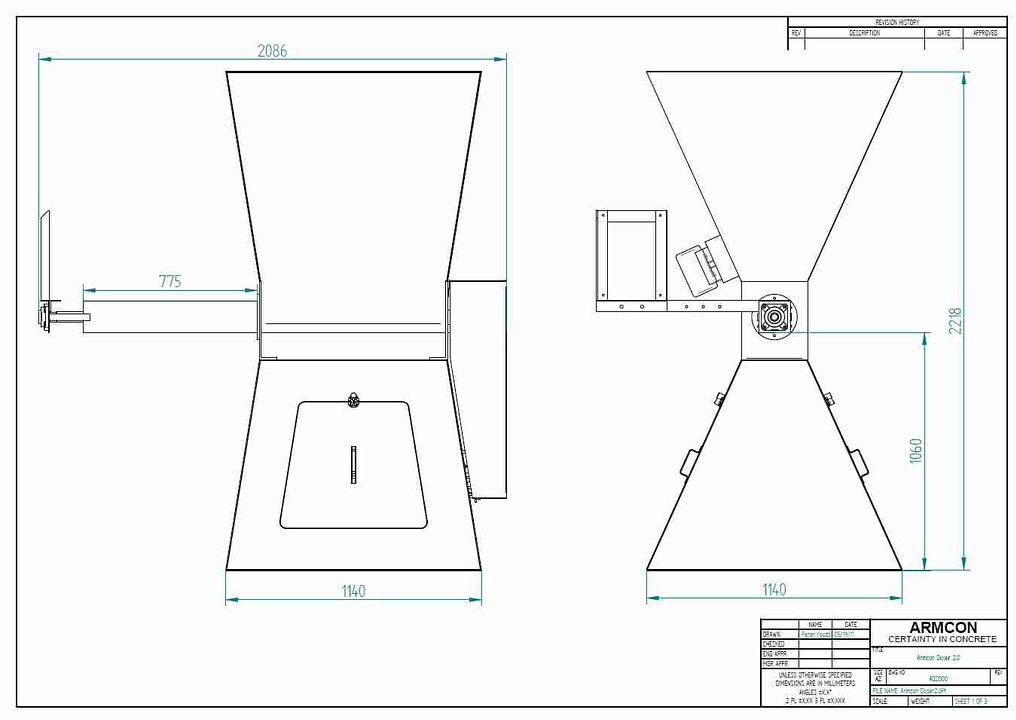 REVISION HISTORY
REV DESCRIPTION DATE APPROVED
2086
775
2218
1060
1140
1140
NAME DATE
DRAWN Peter Youds 05/19/11
CHECKED
ENG APPR
MGR APPR
UNLESS OTHERWISE SPECIFIED
DIMENSIONS ARE IN MILLIMETERS
ANGLES ±X.X°
2 PL ±X.XX 3 PL ±X.XXX
ARMCON
CERTAINTY IN CONCRETE
TITLE
Armcon Doser 2.0
SIZE DWG NO REV
A2 AD2000
FILE NAME: Armcon Doser2.dft
SCALE: WEIGHT: SHEET 1 OF 3